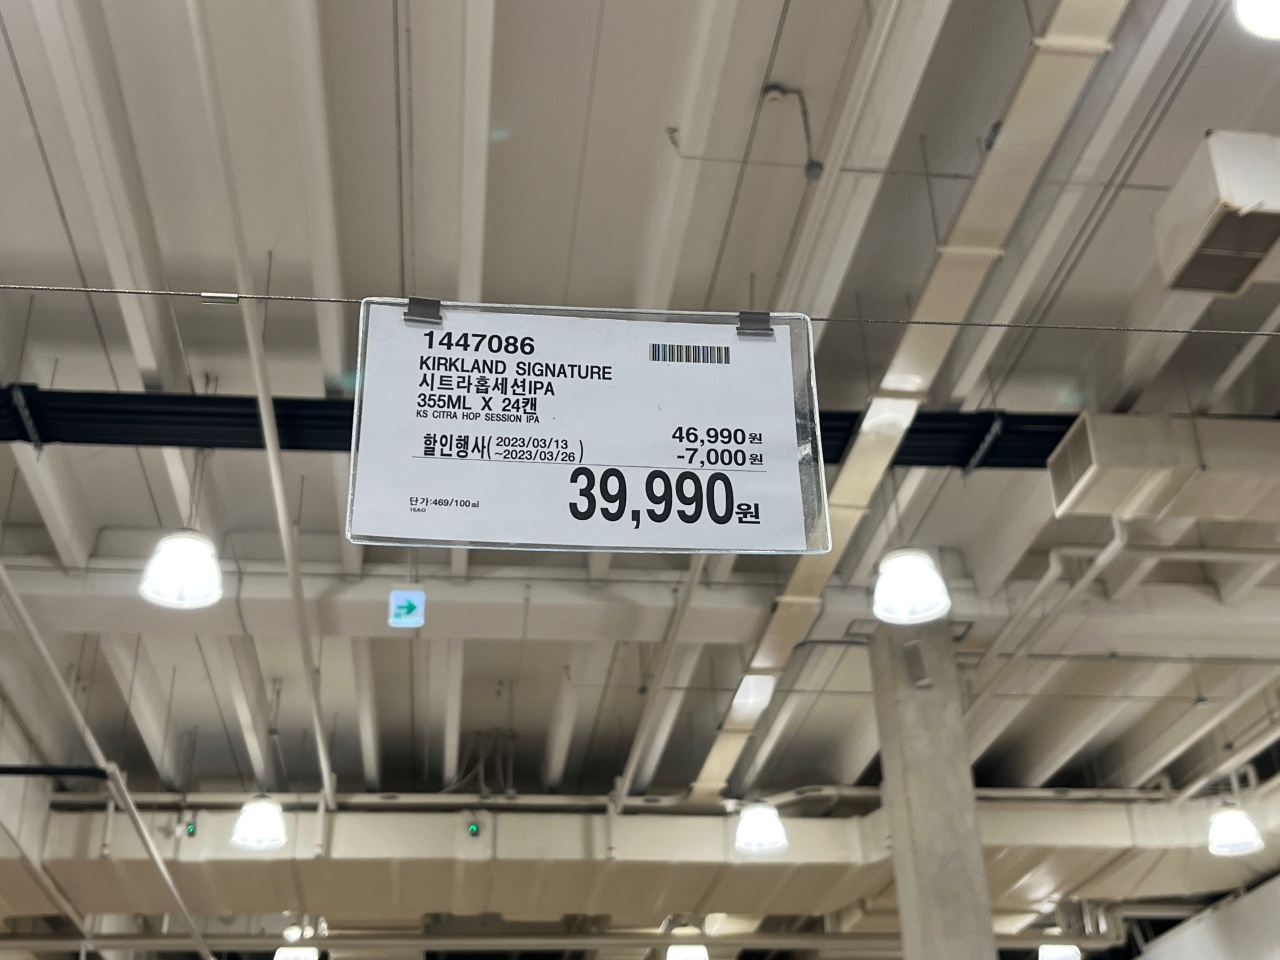 1447086
KIRKLAND SIGNATURE
시트라홉세션IPA
355ML X 24캔
KS CITRA HOP SESSION IPA
46,990원
할인행사( 2023/03/13 ~2023/03/26 )
-7,000원
39,990원
단가:469/100㎖